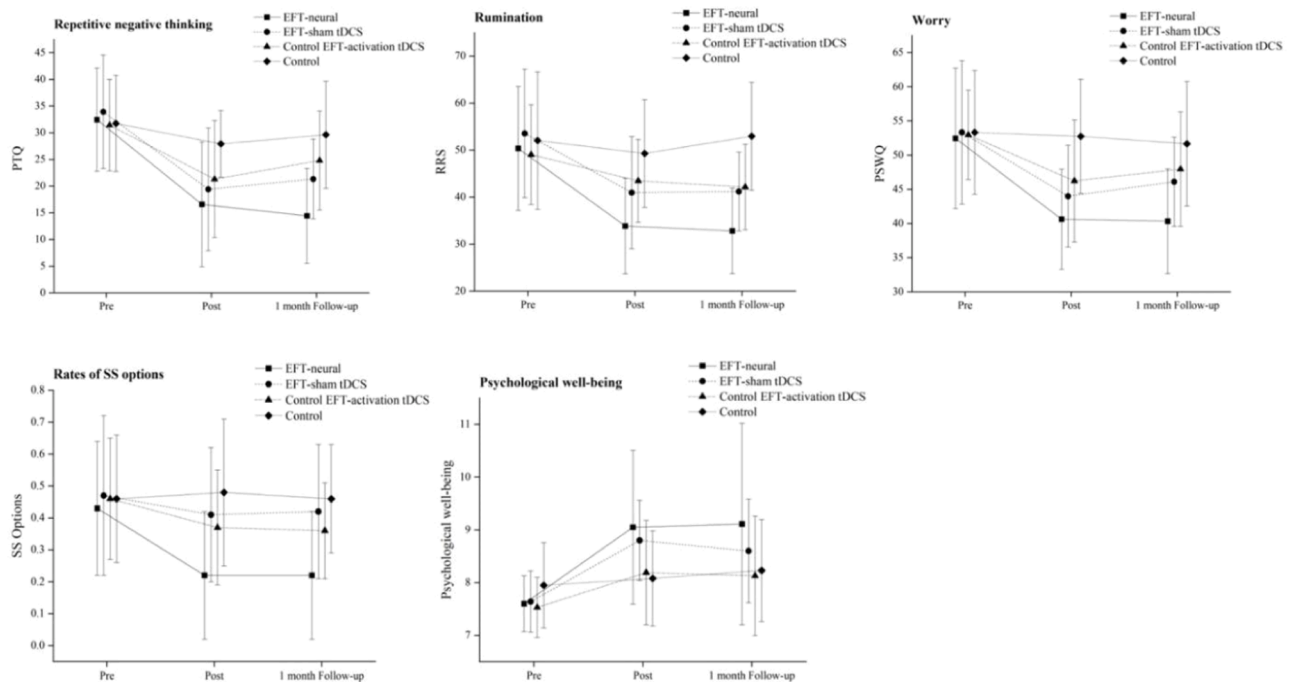 Repetitive negative thinking
EFT-neural
EFT-sham tDCS
Control EFT-activation tDCS
Control
PTQ
45
40
35
30
25
20
15
10
5
0
Pre
Post
1 month Follow-up
Rumination
EFT-neural
EFT-sham tDCS
Control EFT-activation tDCS
Control
RRS
70
60
50
40
30
20
Pre
Post
1 month Follow-up
Worry
EFT-neural
EFT-sham tDCS
Control EFT-activation tDCS
Control
PSWQ
65
60
55
50
45
40
35
30
Pre
Post
1 month Follow-up
Rates of SS options
EFT-neural
EFT-sham tDCS
Control EFT-activation tDCS
Control
SS Options
0.8
0.7
0.6
0.5
0.4
0.3
0.2
0.1
0.0
Pre
Post
1 month Follow-up
Psychological well-being
EFT-neural
EFT-sham tDCS
Control EFT-activation tDCS
Control
Psychological well-being
11
10
9
8
7
Pre
Post
1 month Follow-up